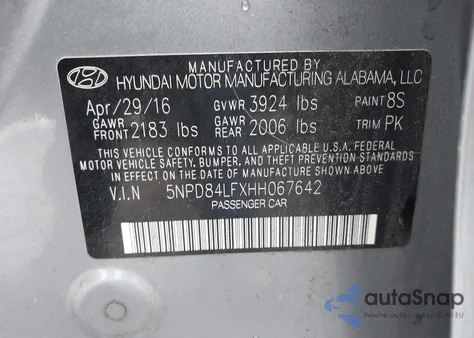 MANUFACTURED BY
HYUNDAI MOTOR MANUFACTURING ALABAMA, LLC
Apr/29/16 GVWR 3924 lbs PAINT 8S
GAWR FRONT 2183 lbs GAWR REAR 2006 lbs TRIM PK
THIS VEHICLE CONFORMS TO ALL APPLICABLE U.S.A. FEDERAL
MOTOR VEHICLE SAFETY, BUMPER, AND THEFT PREVENTION STANDARDS
IN EFFECT ON THE DATE OF MANUFACTURE SHOWN ABOVE.
V.I.N 5NPD84LFXHH067642
PASSENGER CAR
autoSnap